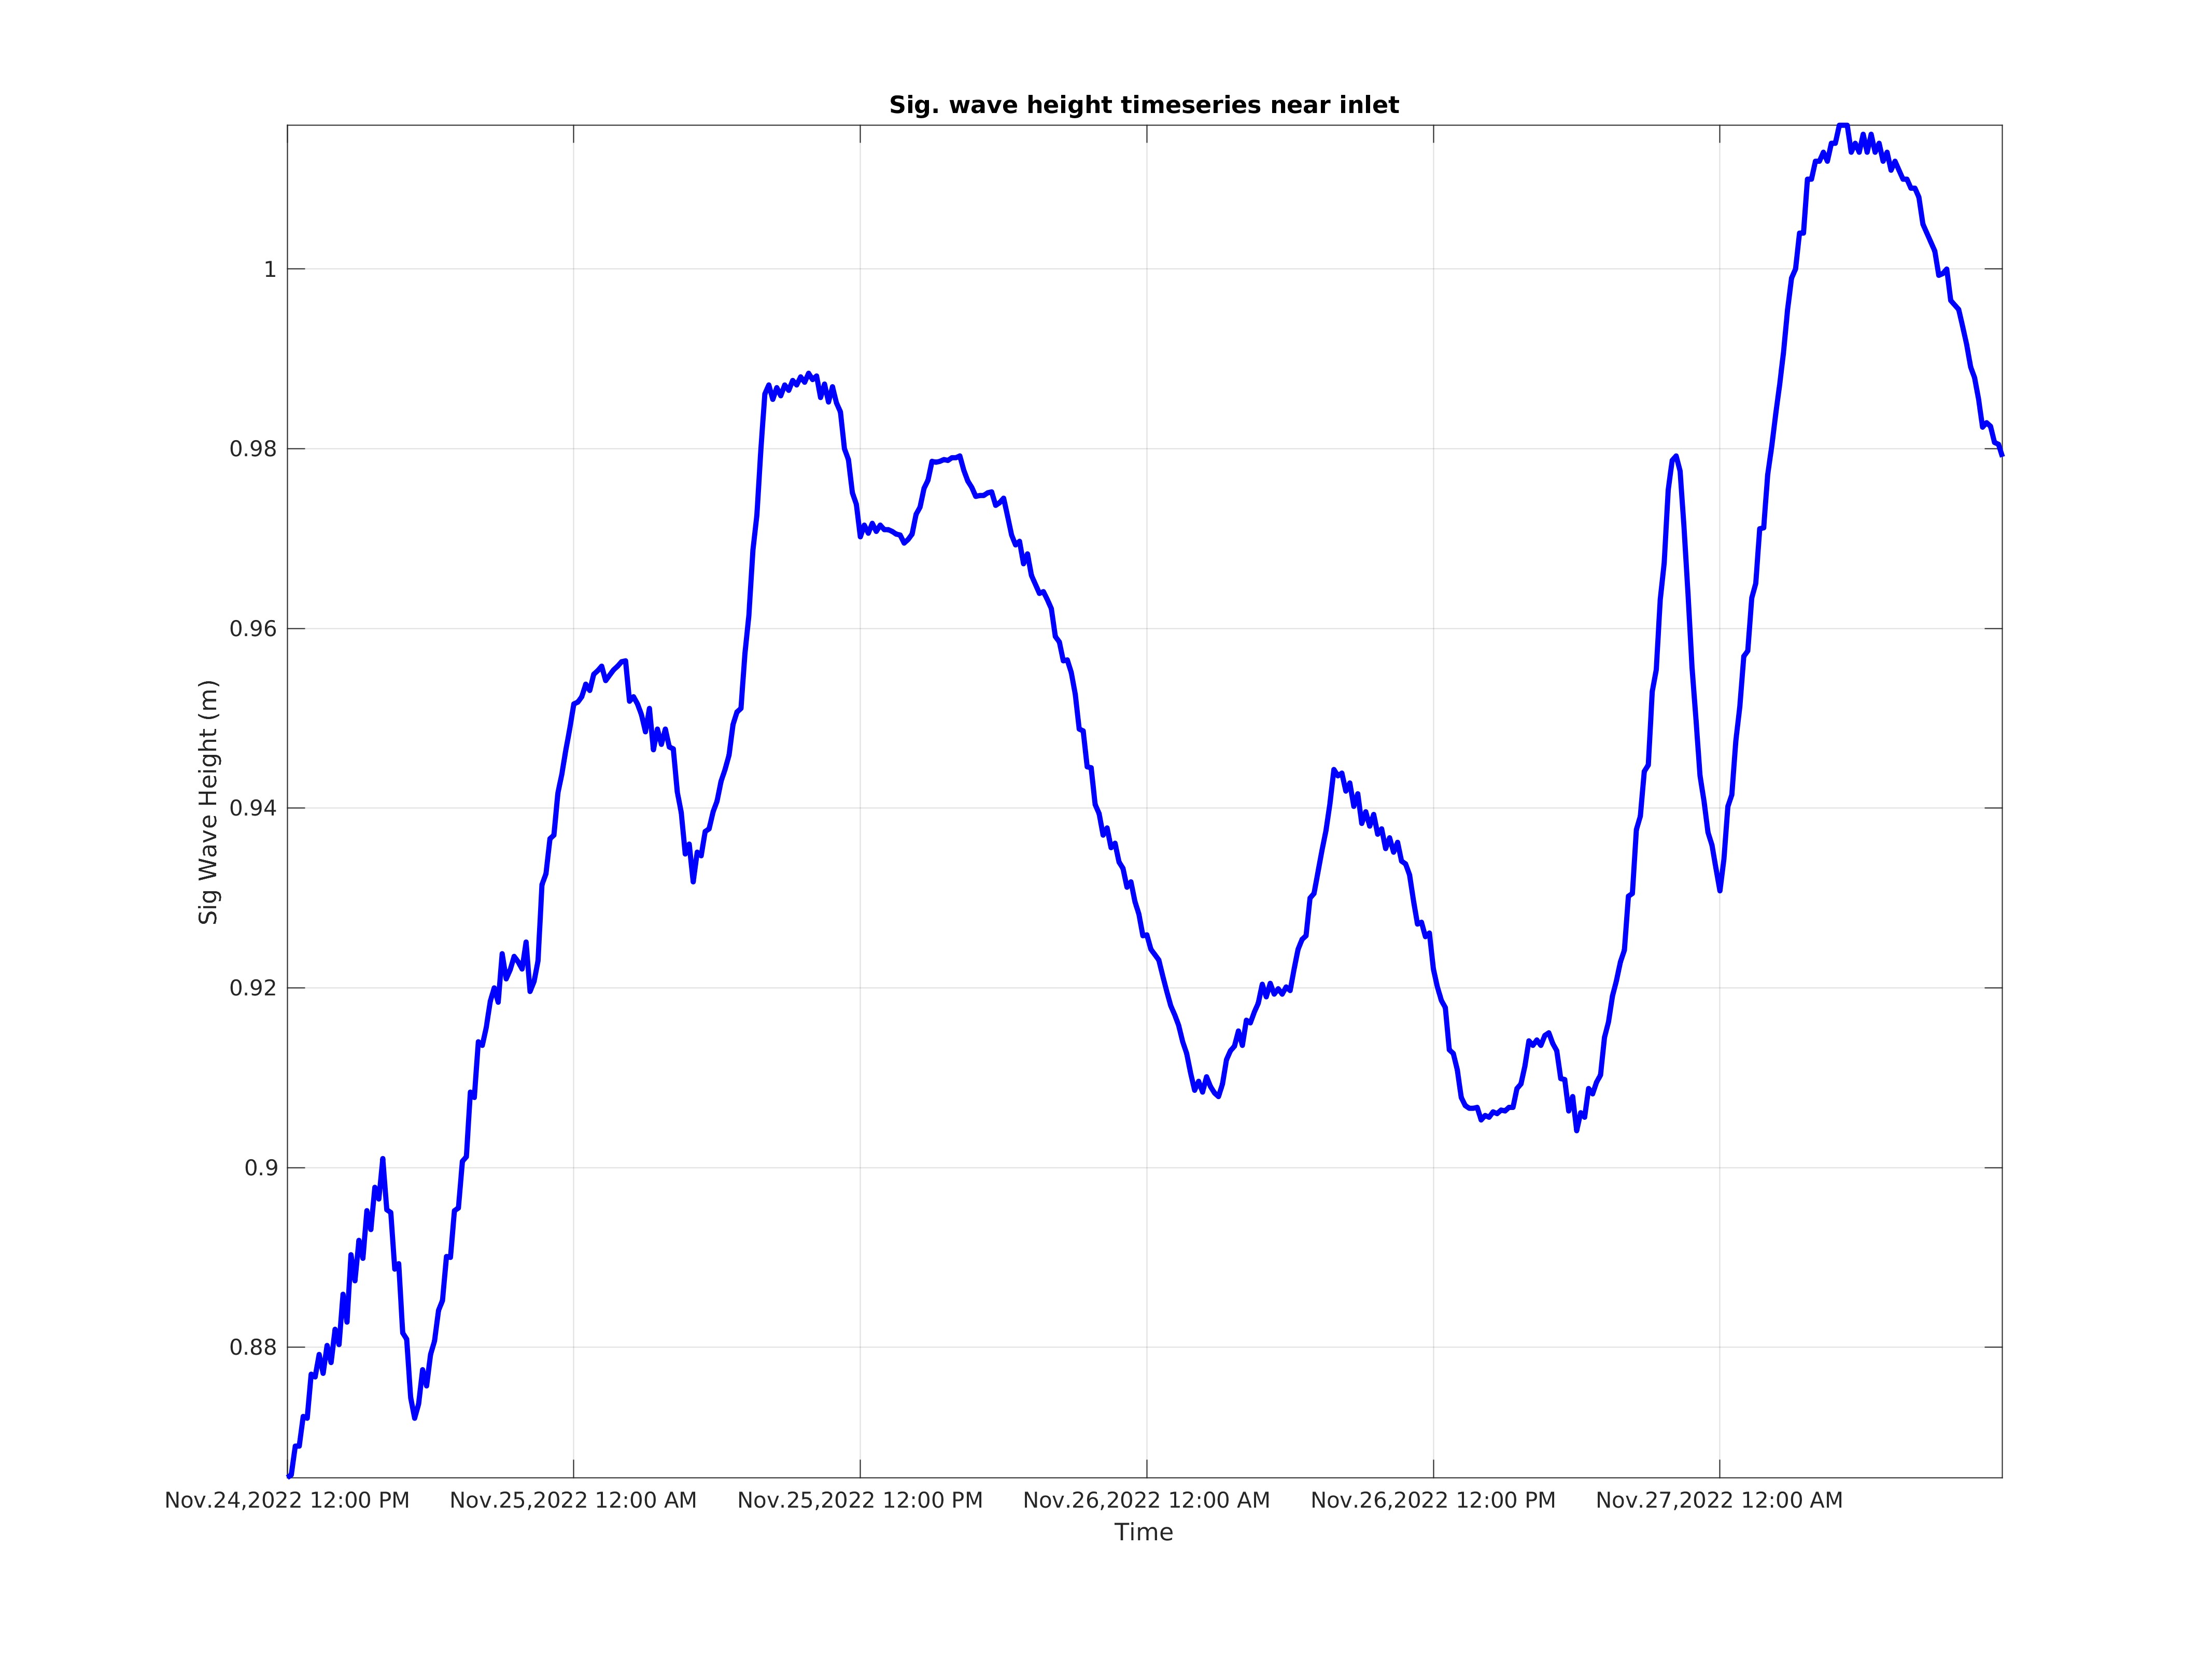 Sig. wave height timeseries near inlet
1
0.98
0.96
0.94
0.92
0.9
0.88
Sig Wave Height (m)
Nov.24,2022 12:00 PM
Nov.25,2022 12:00 AM
Nov.25,2022 12:00 PM
Nov.26,2022 12:00 AM
Nov.26,2022 12:00 PM
Nov.27,2022 12:00 AM
Time